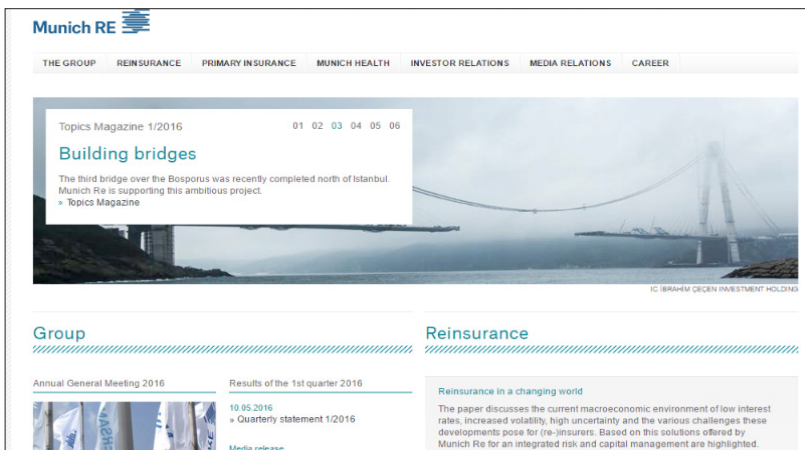 Munich RE
THE GROUP REINSURANCE PRIMARY INSURANCE MUNICH HEALTH INVESTOR RELATIONS MEDIA RELATIONS CAREER
Topics Magazine 1/2016 01 02 03 04 05 06
Building bridges
The third bridge over the Bosporus was recently completed north of Istanbul.
Munich Re is supporting this ambitious project.
» Topics Magazine
IC İBRAHİM ÇEÇEN INVESTMENT HOLDING
Group
Annual General Meeting 2016
Results of the 1st quarter 2016
10.05.2016
» Quarterly statement 1/2016
Media release
Reinsurance
Reinsurance in a changing world
The paper discusses the current macroeconomic environment of low interest
rates, increased volatility, high uncertainty and the various challenges these
developments pose for (re-)insurers. Based on this solutions offered by
Munich Re for an integrated risk and capital management are highlighted.